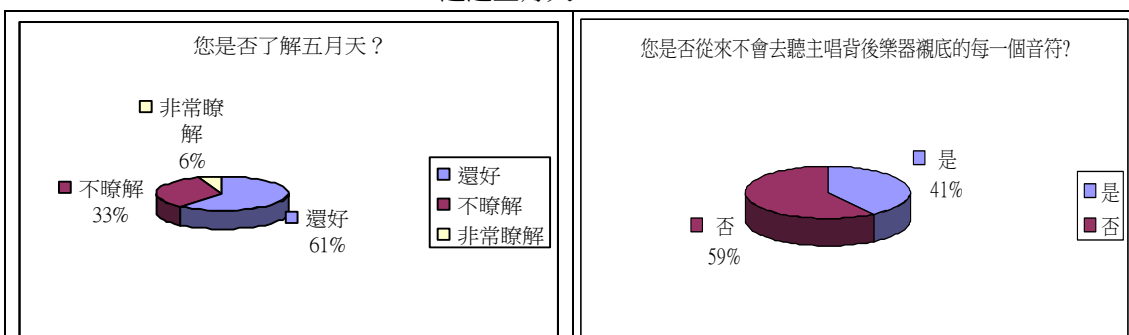 您是否了解五月天？
非常瞭
解
6%
不瞭解
33%
還好
61%
還好
不瞭解
非常瞭解
您是否從來不會去聽主唱背後樂器襯底的每一個音符?
是
41%
否
59%
是
否